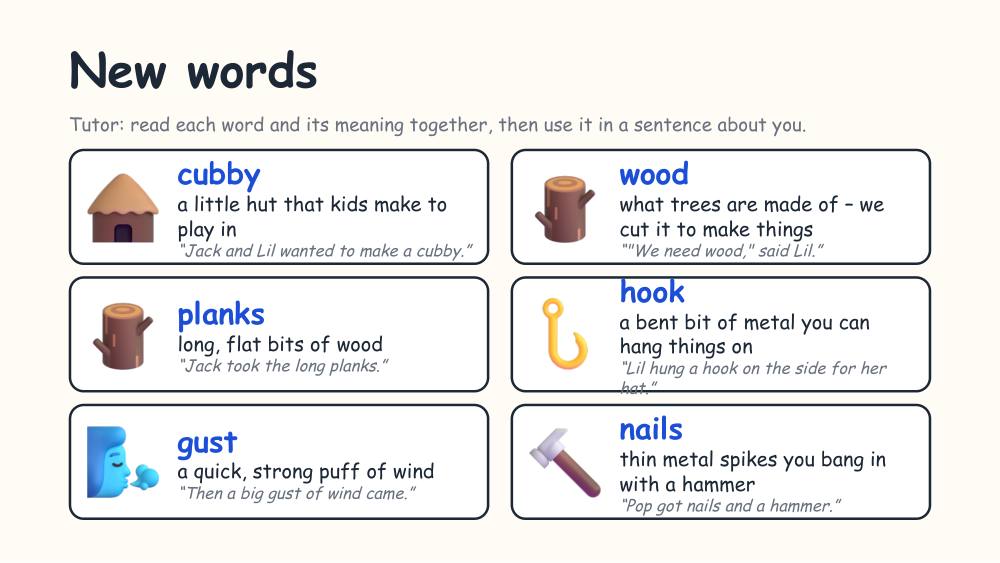 New words
Tutor: read each word and its meaning together, then use it in a sentence about you.
cubby
a little hut that kids make to
play in
“Jack and Lil wanted to make a cubby.”
wood
what trees are made of – we
cut it to make things
“"We need wood," said Lil.”
planks
long, flat bits of wood
“Jack took the long planks.”
hook
a bent bit of metal you can
hang things on
“Lil hung a hook on the side for her
hat.”
gust
a quick, strong puff of wind
“Then a big gust of wind came.”
nails
thin metal spikes you bang in
with a hammer
“Pop got nails and a hammer.”